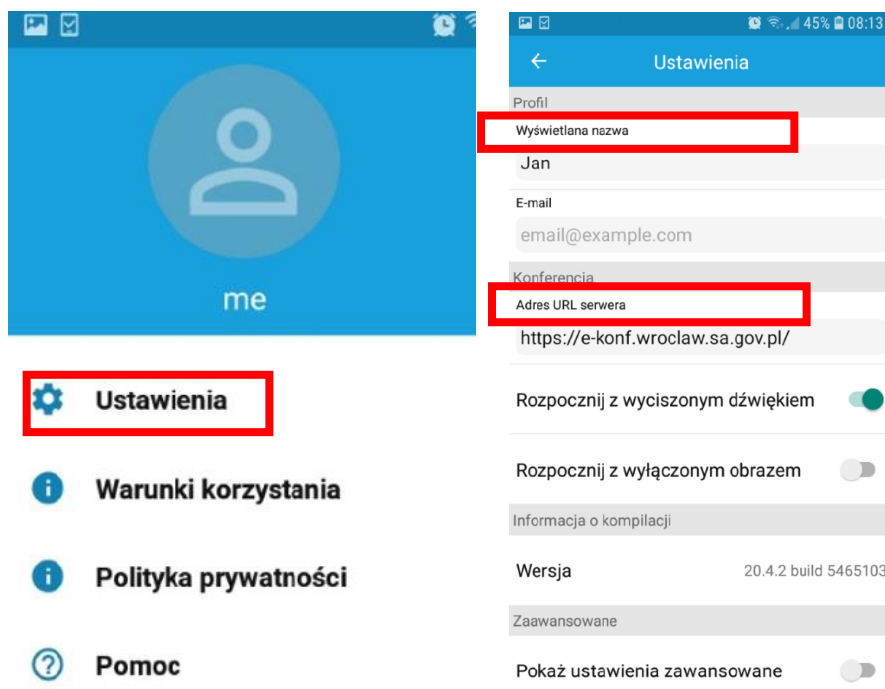 me
Ustawienia
Warunki korzystania
Polityka prywatności
Pomoc
45% 08:13
Ustawienia
Profil
Wyświetlana nazwa
Jan
E-mail
email@example.com
Konferencja
Adres URL serwera
https://e-konf.wroclaw.sa.gov.pl/
Rozpocznij z wyciszonym dźwiękiem
Rozpocznij z wyłączonym obrazem
Informacja o kompilacji
Wersja 20.4.2 build 5465103
Zaawansowane
Pokaż ustawienia zawansowane